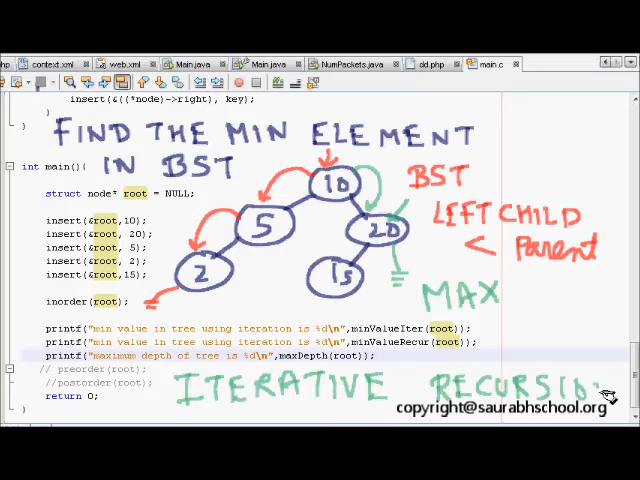 context.xml web.xml Main.java Main.java NumPackets.java dd.php main.c
insert(&((*node)->right), key);
}
}
FIND THE MIN ELEMENT
IN BST
int main(){
struct node* root = NULL;
insert(&root,10);
insert(&root, 20);
insert(&root, 5);
insert(&root, 2);
insert(&root,15);
inorder(root);
10
5
20
2
15
BST
LEFT CHILD
< Parent
MAX
printf("min value in tree using iteration is %d\n",minValueIter(root));
printf("min value in tree using iteration is %d\n",minValueRecur(root));
printf("maximum depth of tree is %d\n",maxDepth(root));
// preorder(root);
//postorder(root);
return 0;
}
ITERATIVE
copyright@saurabhschool.org